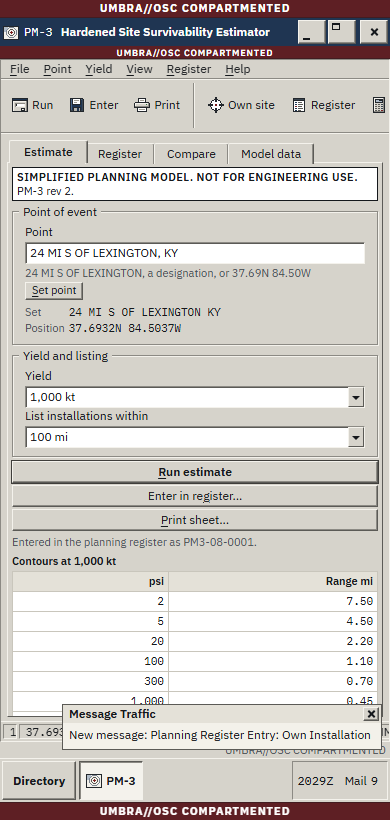 UMBRA//OSC COMPARTMENTED
PM-3 Hardened Site Survivability Estimator
UMBRA//OSC COMPARTMENTED
File Point Yield View Register Help
Run Enter Print Own site Register
Estimate Register Compare Model data
SIMPLIFIED PLANNING MODEL. NOT FOR ENGINEERING USE.
PM-3 rev 2.
Point of event
Point
24 MI S OF LEXINGTON, KY
24 MI S OF LEXINGTON, a designation, or 37.69N 84.50W
Set point
Set 24 MI S OF LEXINGTON KY
Position 37.6932N 84.5037W
Yield and listing
Yield
1,000 kt
List installations within
100 mi
Run estimate
Enter in register...
Print sheet...
Entered in the planning register as PM3-08-0001.
Contours at 1,000 kt
psi Range mi
2 7.50
5 4.50
20 2.20
100 1.10
300 0.70
1,000 0.45
Message Traffic
New message: Planning Register Entry: Own Installation
1 37.693
UMBRA//OSC COMPARTMENTED
Directory PM-3 2029Z Mail 9
UMBRA//OSC COMPARTMENTED